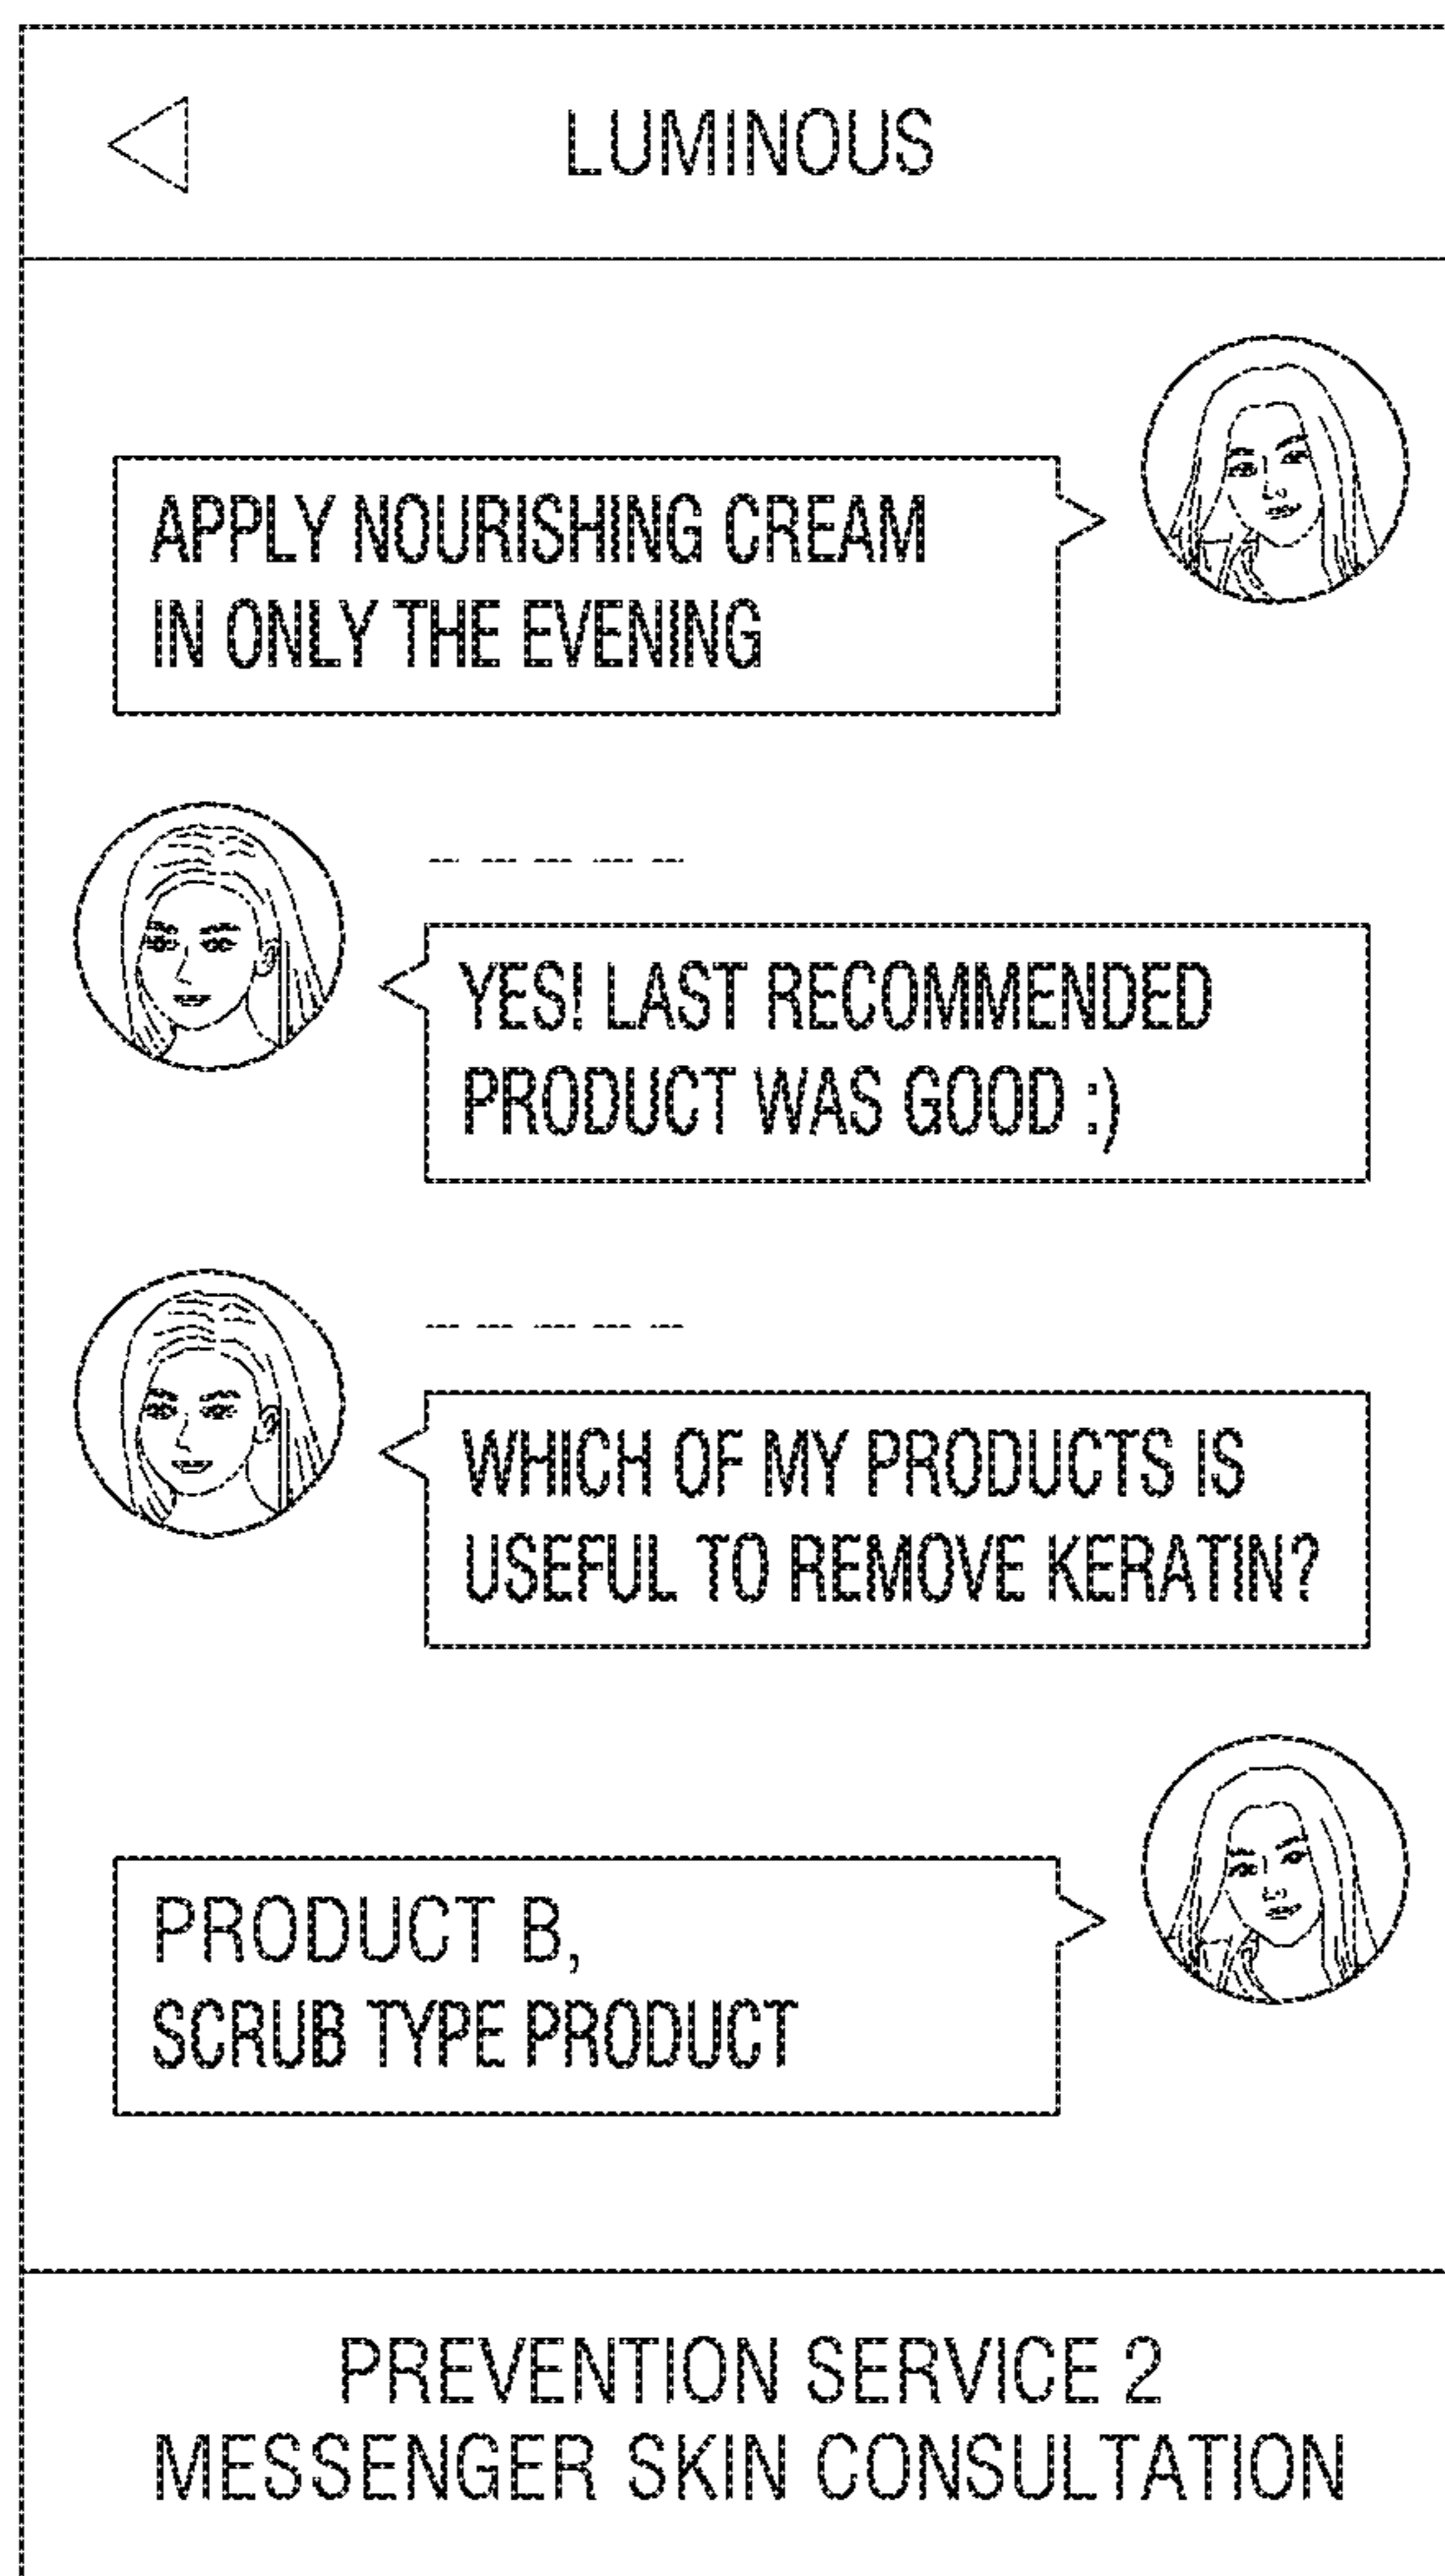 LUMINOUS
APPLY NOURISHING CREAM
IN ONLY THE EVENING
YES! LAST RECOMMENDED
PRODUCT WAS GOOD :)
WHICH OF MY PRODUCTS IS
USEFUL TO REMOVE KERATIN?
PRODUCT B,
SCRUB TYPE PRODUCT
PREVENTION SERVICE 2
MESSENGER SKIN CONSULTATION